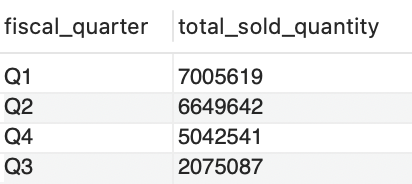 fiscal_quarter total_sold_quantity
Q1 7005619
Q2 6649642
Q4 5042541
Q3 2075087